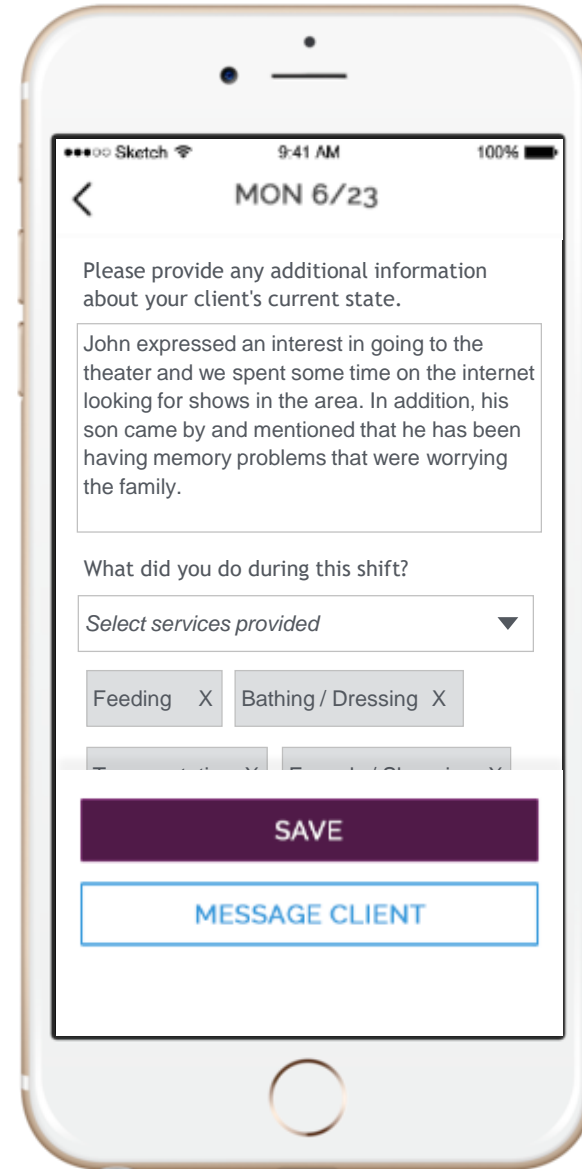 Sketch 9:41 AM 100%
MON 6/23
Please provide any additional information
about your client's current state.
John expressed an interest in going to the
theater and we spent some time on the internet
looking for shows in the area. In addition, his
son came by and mentioned that he has been
having memory problems that were worrying
the family.
What did you do during this shift?
Select services provided
Feeding X Bathing / Dressing X
SAVE
MESSAGE CLIENT